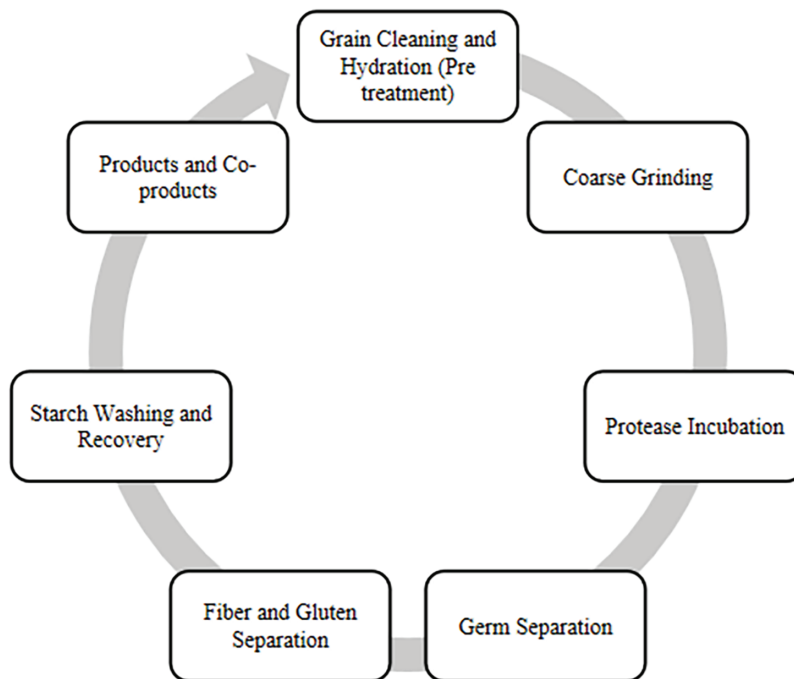 Grain Cleaning and
Hydration (Pre
treatment)
Coarse Grinding
Protease Incubation
Germ Separation
Fiber and Gluten
Separation
Starch Washing and
Recovery
Products and Co-
products